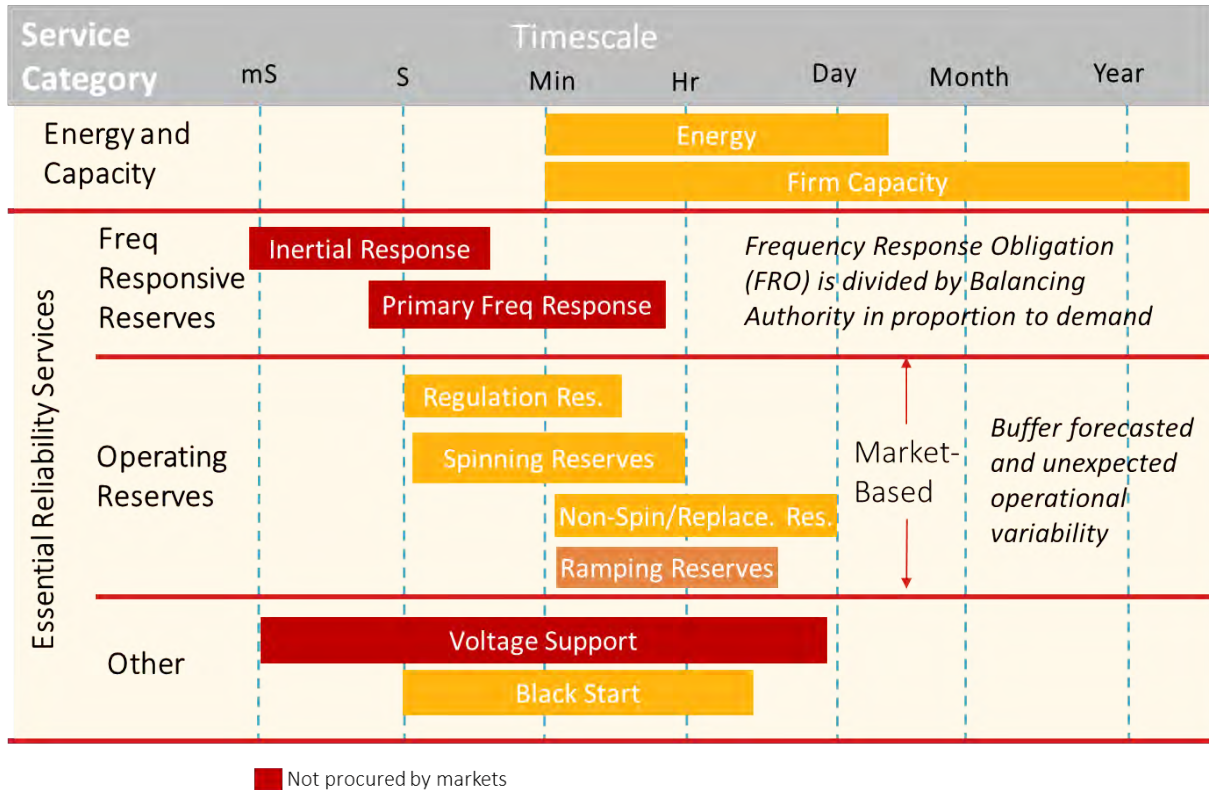 Service
Category
Timescale
mS
S
Min
Hr
Day
Month
Year
Energy and
Capacity
Energy
Firm Capacity
Essential Reliability Services
Freq
Responsive
Reserves
Inertial Response
Primary Freq Response
Frequency Response Obligation
(FRO) is divided by Balancing
Authority in proportion to demand
Operating
Reserves
Regulation Res.
Spinning Reserves
Non-Spin/Replace. Res.
Ramping Reserves
Market-
Based
Buffer forecasted
and unexpected
operational
variability
Other
Voltage Support
Black Start
Not procured by markets